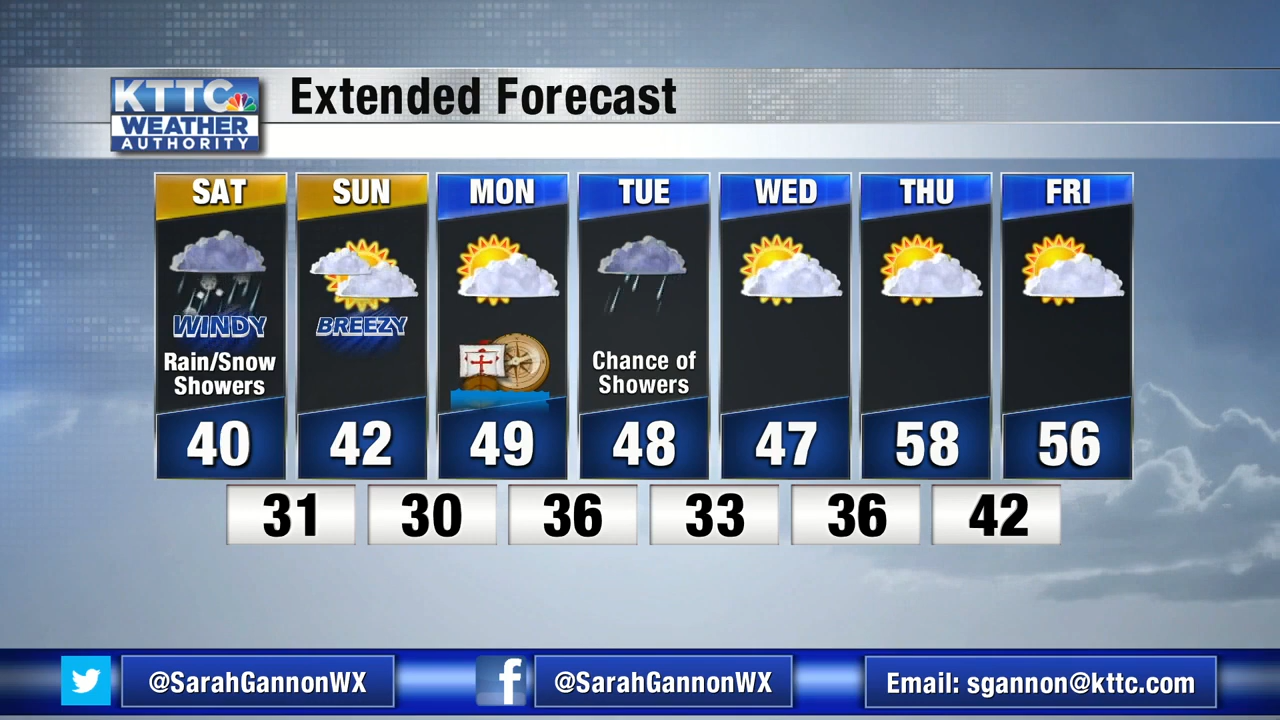 KTTC
WEATHER
AUTHORITY
Extended Forecast
SAT
SUN
MON
TUE
WED
THU
FRI
WINDY
BREEZY
Rain/Snow
Showers
Chance of
Showers
40
42
49
48
47
58
56
31
30
36
33
36
42
@SarahGannonWX
@SarahGannonWX
Email: sgannon@kttc.com